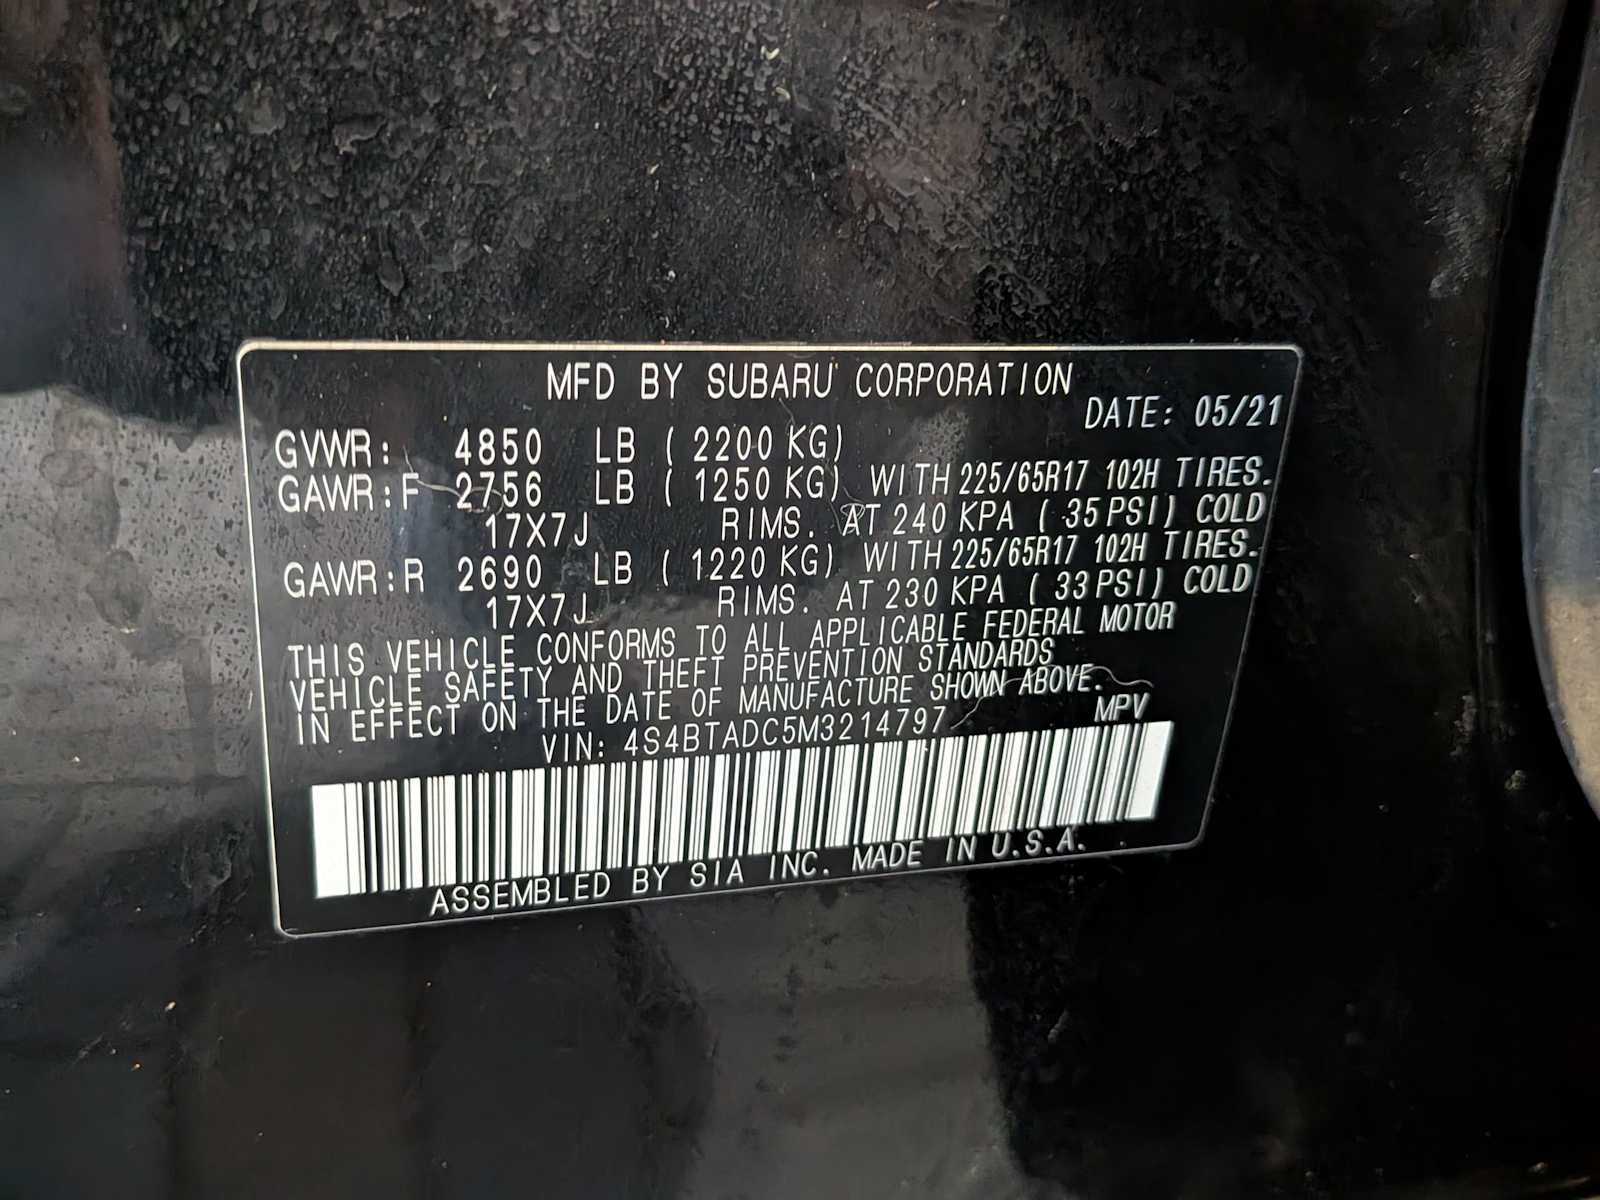 MFD BY SUBARU CORPORATION
DATE: 05/21
GVWR: 4850 LB ( 2200 KG)
GAWR:F 2756 LB ( 1250 KG) WITH 225/65R17 102H TIRES.
17X7J RIMS. AT 240 KPA ( 35 PSI) COLD
GAWR:R 2690 LB ( 1220 KG) WITH 225/65R17 102H TIRES.
17X7J RIMS. AT 230 KPA ( 33 PSI) COLD
THIS VEHICLE CONFORMS TO ALL APPLICABLE FEDERAL MOTOR
VEHICLE SAFETY AND THEFT PREVENTION STANDARDS
IN EFFECT ON THE DATE OF MANUFACTURE SHOWN ABOVE.
VIN: 4S4BTADC5M3214797 MPV
ASSEMBLED BY SIA INC. MADE IN U.S.A.